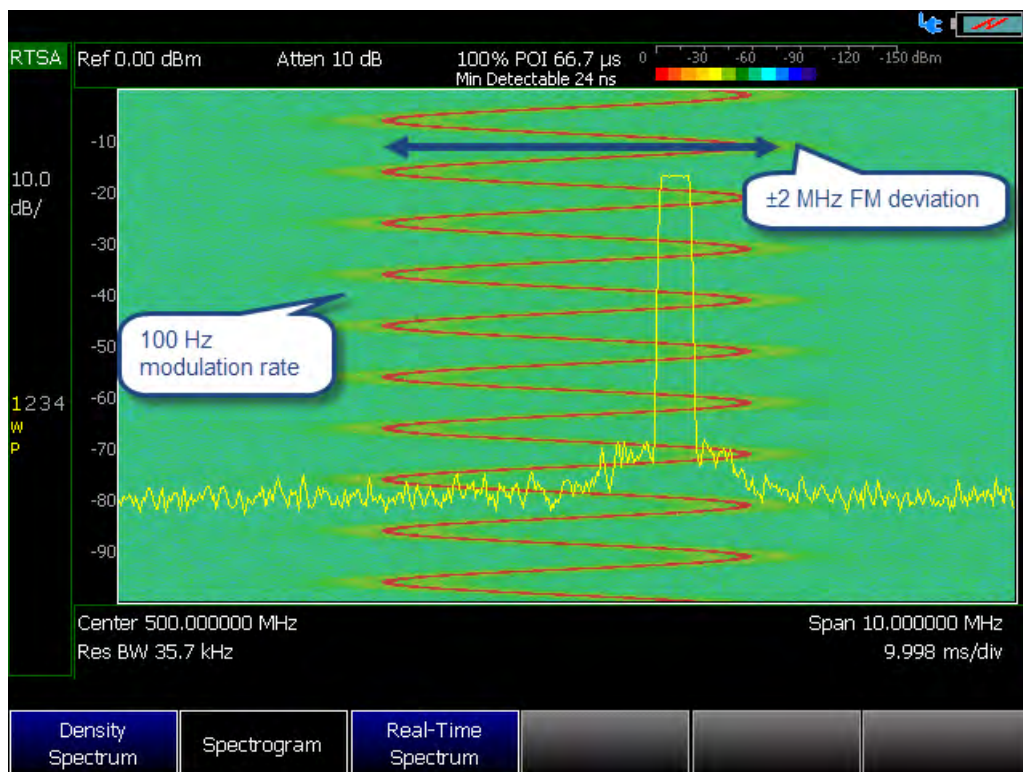 RTSA
Ref 0.00 dBm
Atten 10 dB
100% POI 66.7 µs
Min Detectable 24 ns
0 -30 -60 -90 -120 -150 dBm
10.0
dB/
-10
-20
-30
-40
-50
-60
-70
-80
-90
±2 MHz FM deviation
100 Hz
modulation rate
1234
W
P
Center 500.000000 MHz
Span 10.000000 MHz
Res BW 35.7 kHz
9.998 ms/div
Density
Spectrum
Spectrogram
Real-Time
Spectrum